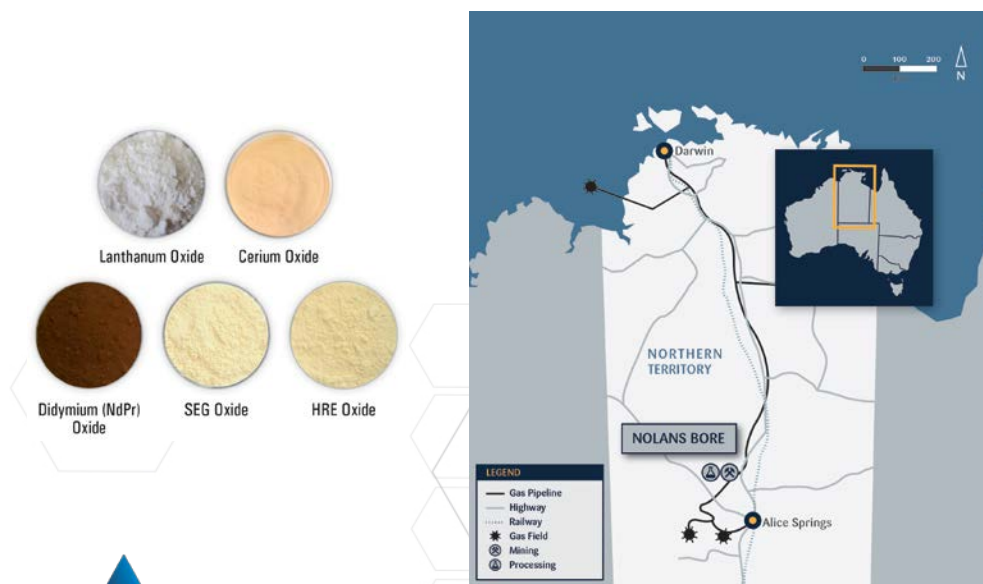 Lanthanum Oxide
Cerium Oxide
Didymium (NdPr)
Oxide
SEG Oxide
HRE Oxide
0 100 200
N
Darwin
NORTHERN
TERRITORY
NOLANS BORE
Alice Springs
LEGEND
Gas Pipeline
Highway
Railway
Gas Field
Mining
Processing